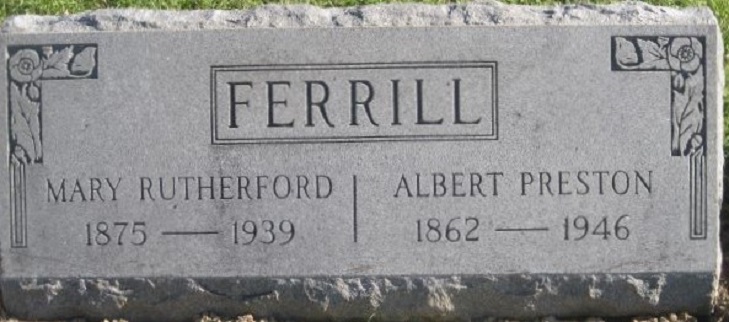 FERRILL
MARY RUTHERFORD
1875 — 1939
ALBERT PRESTON
1862 — 1946